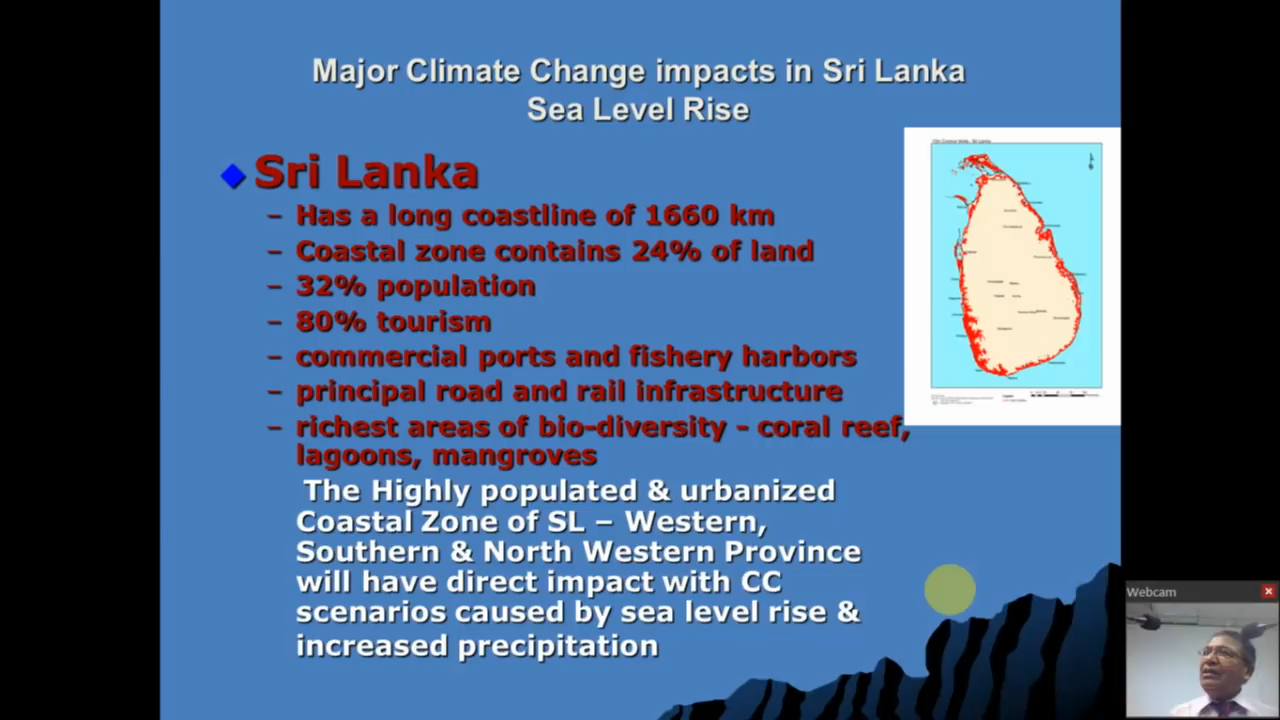 Major Climate Change impacts in Sri Lanka
Sea Level Rise
Sri Lanka
– Has a long coastline of 1660 km
– Coastal zone contains 24% of land
– 32% population
– 80% tourism
– commercial ports and fishery harbors
– principal road and rail infrastructure
– richest areas of bio-diversity - coral reef,
lagoons, mangroves
The Highly populated & urbanized
Coastal Zone of SL – Western,
Southern & North Western Province
will have direct impact with CC
scenarios caused by sea level rise &
increased precipitation
Webcam